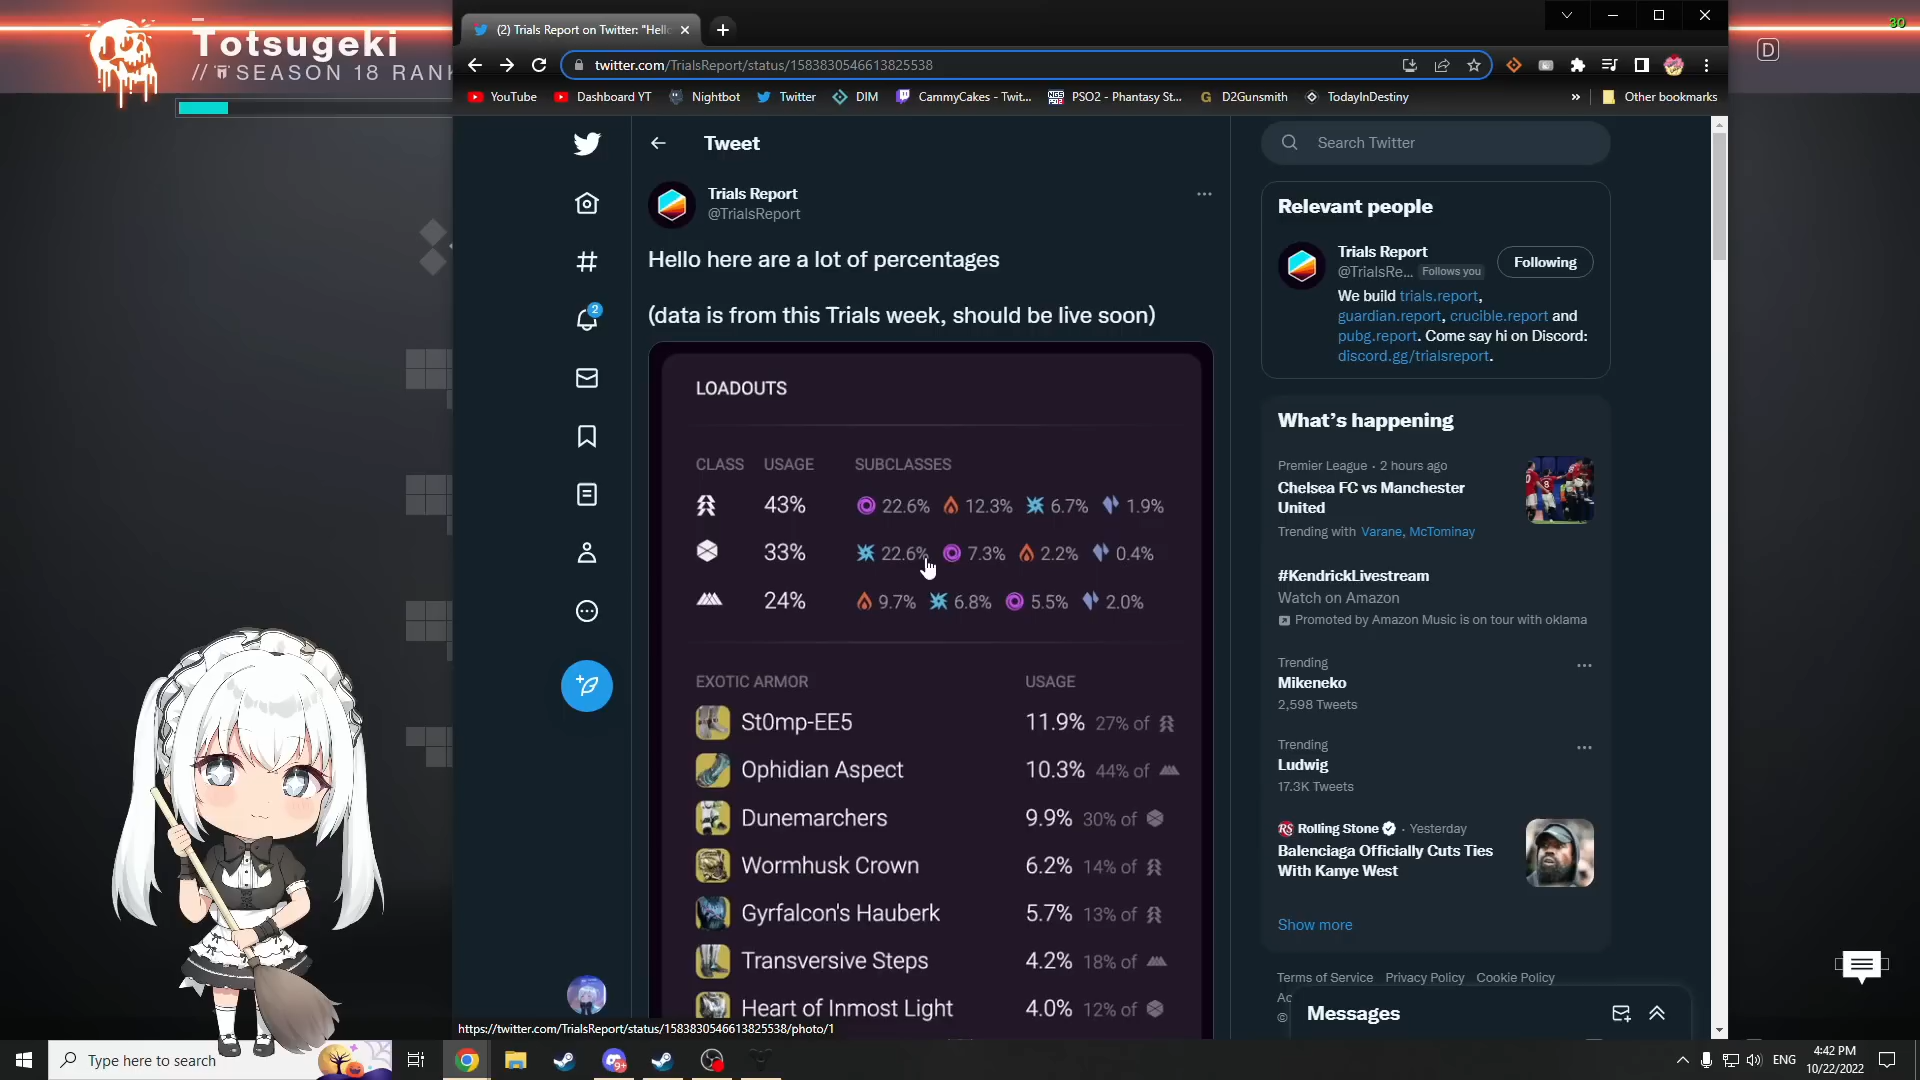 Totsugeki
// SEASON 18 RANK
30
D
(2) Trials Report on Twitter: "Hello
twitter.com/TrialsReport/status/1583830546613825538
YouTube
Dashboard YT
Nightbot
Twitter
DIM
CammyCakes - Twit...
PSO2 - Phantasy St...
D2Gunsmith
TodayInDestiny
»
Other bookmarks
Tweet
Trials Report
@TrialsReport
Hello here are a lot of percentages
(data is from this Trials week, should be live soon)
LOADOUTS
CLASS USAGE SUBCLASSES
43% 22.6% 12.3% 6.7% 1.9%
33% 22.6% 7.3% 2.2% 0.4%
24% 9.7% 6.8% 5.5% 2.0%
EXOTIC ARMOR USAGE
St0mp-EE5 11.9% 27% of
Ophidian Aspect 10.3% 44% of
Dunemarchers 9.9% 30% of
Wormhusk Crown 6.2% 14% of
Gyrfalcon's Hauberk 5.7% 13% of
Transversive Steps 4.2% 18% of
Heart of Inmost Light 4.0% 12% of
2
Search Twitter
Relevant people
Trials Report
@TrialsRe... Follows you
Following
We build trials.report,
guardian.report, crucible.report and
pubg.report. Come say hi on Discord:
discord.gg/trialsreport.
What's happening
Premier League · 2 hours ago
Chelsea FC vs Manchester
United
Trending with Varane, McTominay
#KendrickLivestream
Watch on Amazon
Promoted by Amazon Music is on tour with oklama
Trending
Mikeneko
2,598 Tweets
Trending
Ludwig
17.3K Tweets
RS Rolling Stone · Yesterday
Balenciaga Officially Cuts Ties
With Kanye West
Show more
Terms of Service Privacy Policy Cookie Policy
Ac
©
Messages
https://twitter.com/TrialsReport/status/1583830546613825538/photo/1
Type here to search
9+
ENG
4:42 PM
10/22/2022